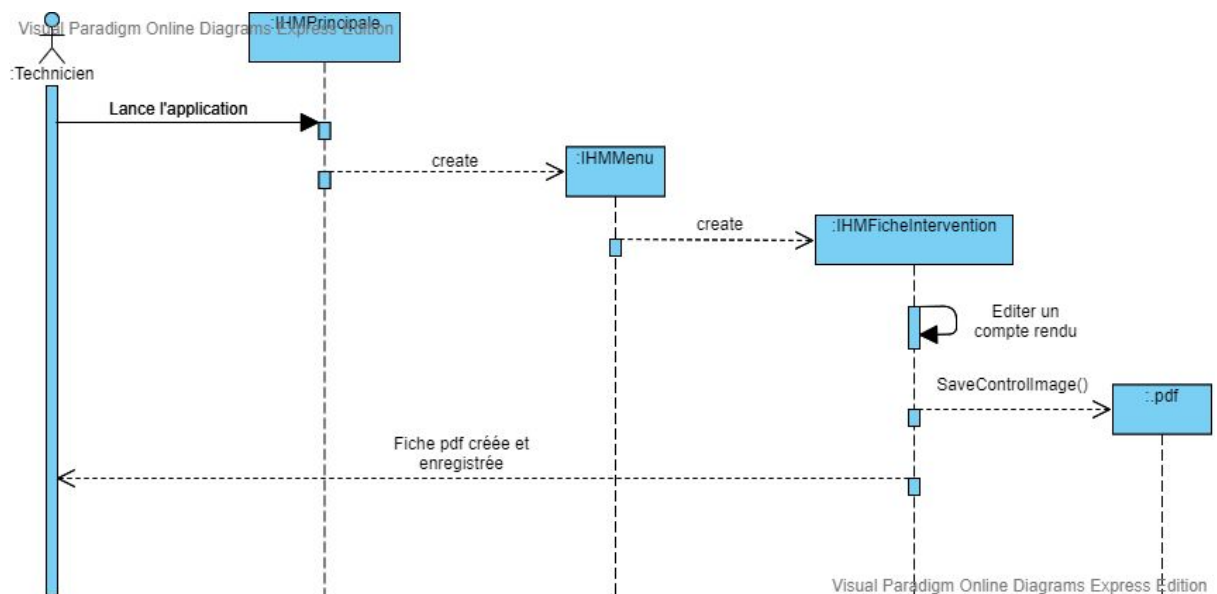 Visual Paradigm Online Diagrams Express Edition
:IHMPrincipale
:Technicien
Lance l'application
create
:IHMMenu
create
:IHMFicheIntervention
Editer un
compte rendu
SaveControlImage()
:.pdf
Fiche pdf créée et
enregistrée
Visual Paradigm Online Diagrams Express Edition